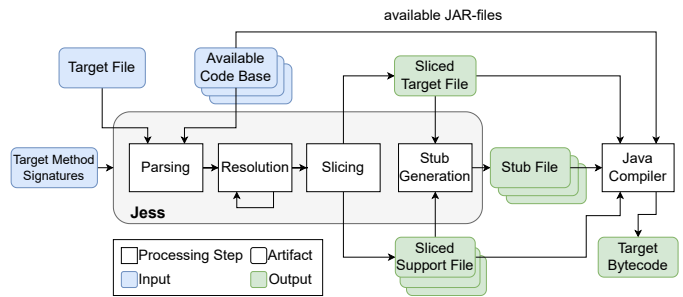 available JAR-files
Target File
Available
Code Base
Sliced
Target File
Target Method
Signatures
Parsing
Resolution
Slicing
Stub
Generation
Stub File
Java
Compiler
Jess
Sliced
Support File
Target
Bytecode
Processing Step
Artifact
Input
Output